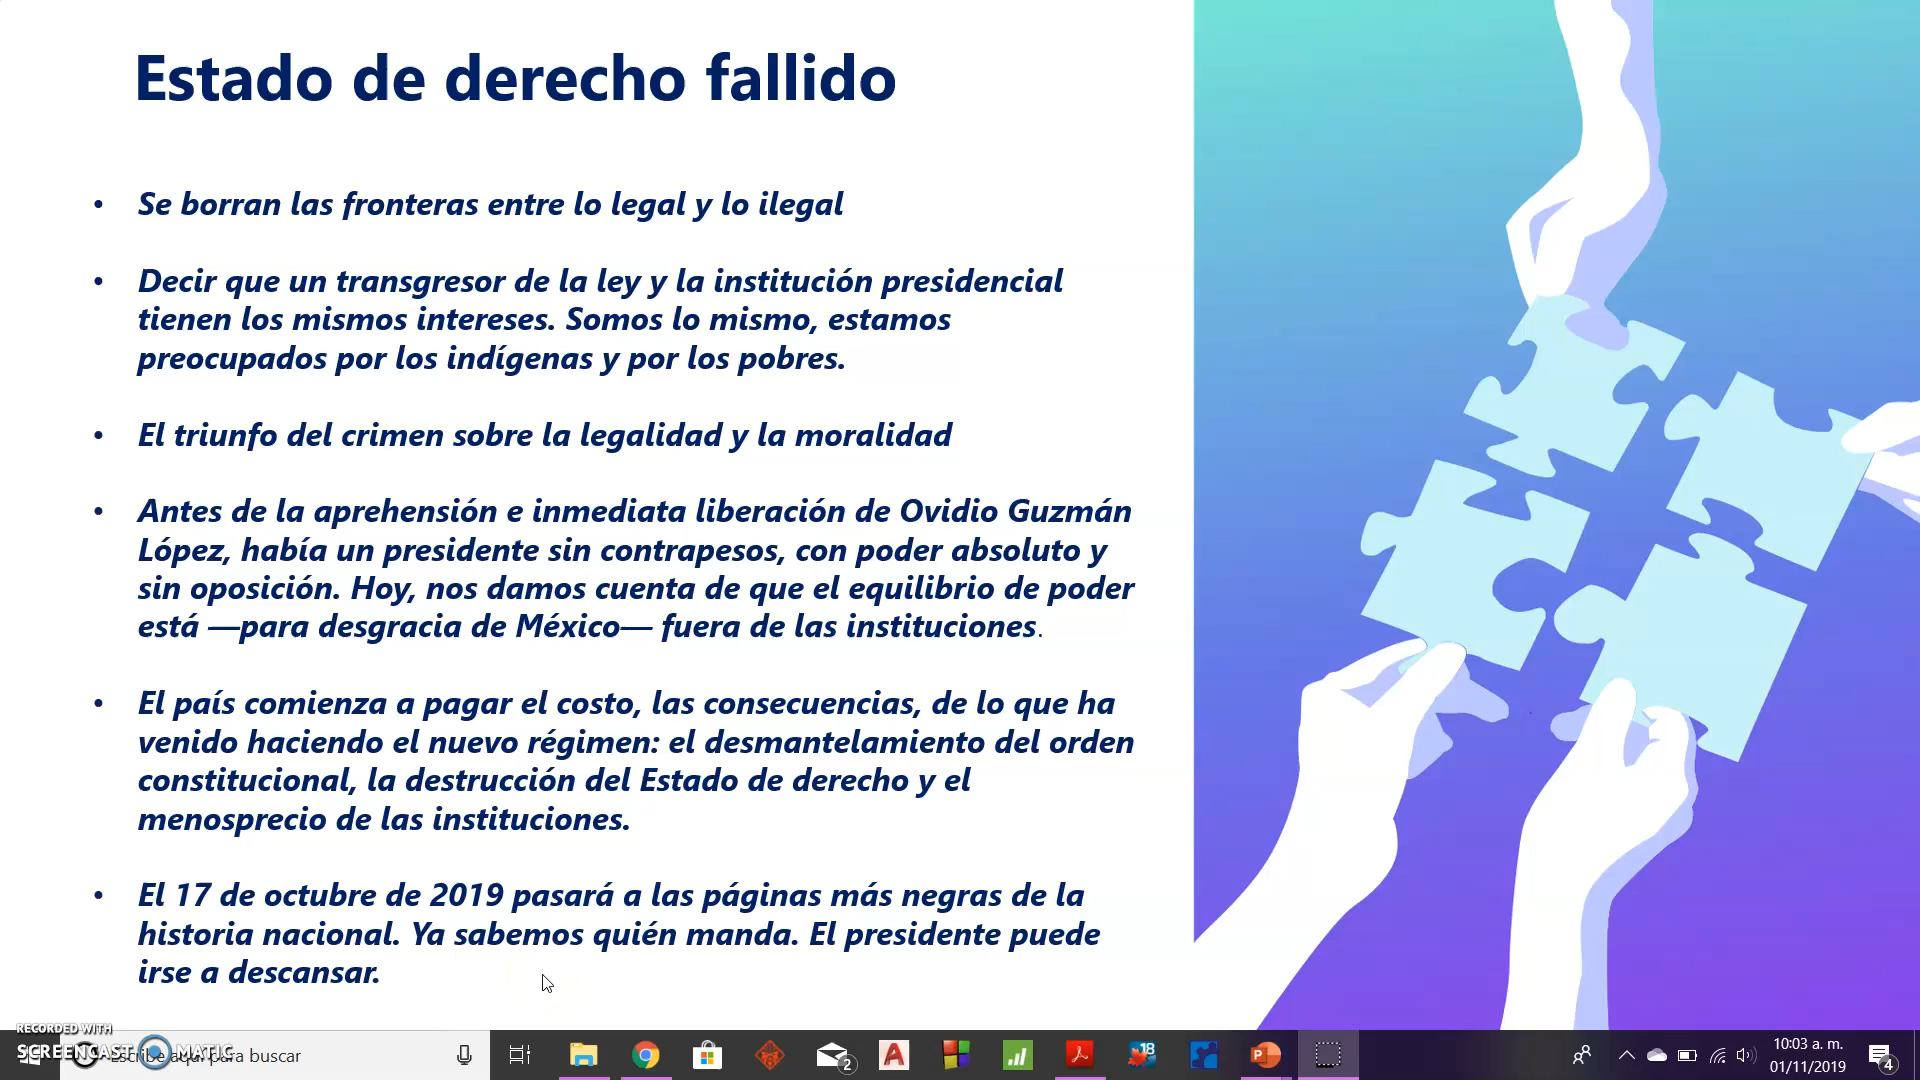 Estado de derecho fallido
• Se borran las fronteras entre lo legal y lo ilegal
• Decir que un transgresor de la ley y la institución presidencial
tienen los mismos intereses. Somos lo mismo, estamos
preocupados por los indígenas y por los pobres.
• El triunfo del crimen sobre la legalidad y la moralidad
• Antes de la aprehensión e inmediata liberación de Ovidio Guzmán
López, había un presidente sin contrapesos, con poder absoluto y
sin oposición. Hoy, nos damos cuenta de que el equilibrio de poder
está —para desgracia de México— fuera de las instituciones.
• El país comienza a pagar el costo, las consecuencias, de lo que ha
venido haciendo el nuevo régimen: el desmantelamiento del orden
constitucional, la destrucción del Estado de derecho y el
menosprecio de las instituciones.
• El 17 de octubre de 2019 pasará a las páginas más negras de la
historia nacional. Ya sabemos quién manda. El presidente puede
irse a descansar.
RECORDED WITH
SCREENCAST MATIC
Escribe aquí para buscar
2
18
10:03 a. m.
01/11/2019
4